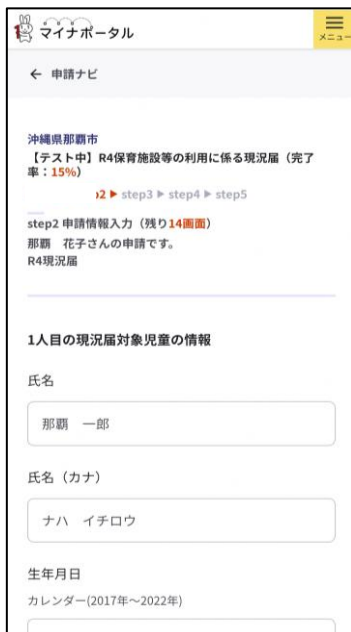 マイナポータル
メニュー
← 申請ナビ
沖縄県那覇市
【テスト中】R4保育施設等の利用に係る現況届（完了
率：15%）
2 ▶ step3 ▶ step4 ▶ step5
step2 申請情報入力（残り14画面）
那覇　花子さんの申請です。
R4現況届
1人目の現況届対象児童の情報
氏名
那覇　一郎
氏名（カナ）
ナハ　イチロウ
生年月日
カレンダー(2017年～2022年)